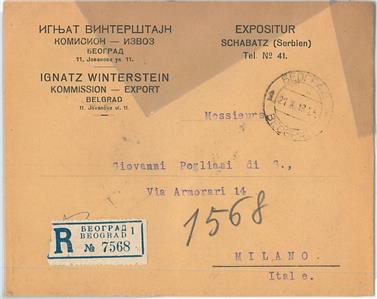 ИГЊАТ ВИНТЕРШТАЈН
КОМИСИОН — ИЗВОЗ
БЕОГРАД
11, Јованова ул. 11.
IGNATZ WINTERSTEIN
KOMMISSION — EXPORT
BELGRAD
11, Jovanova ul. 11.
EXPOSITUR
SCHABATZ (Serbien)
Tel. № 41.
Messieurs
Giovanni Pogliani di G.,
Via Armorari 14
1568
R
БЕОГРАД 1
BEOGRAD 1
№ 7568
MILANO.
Italie.